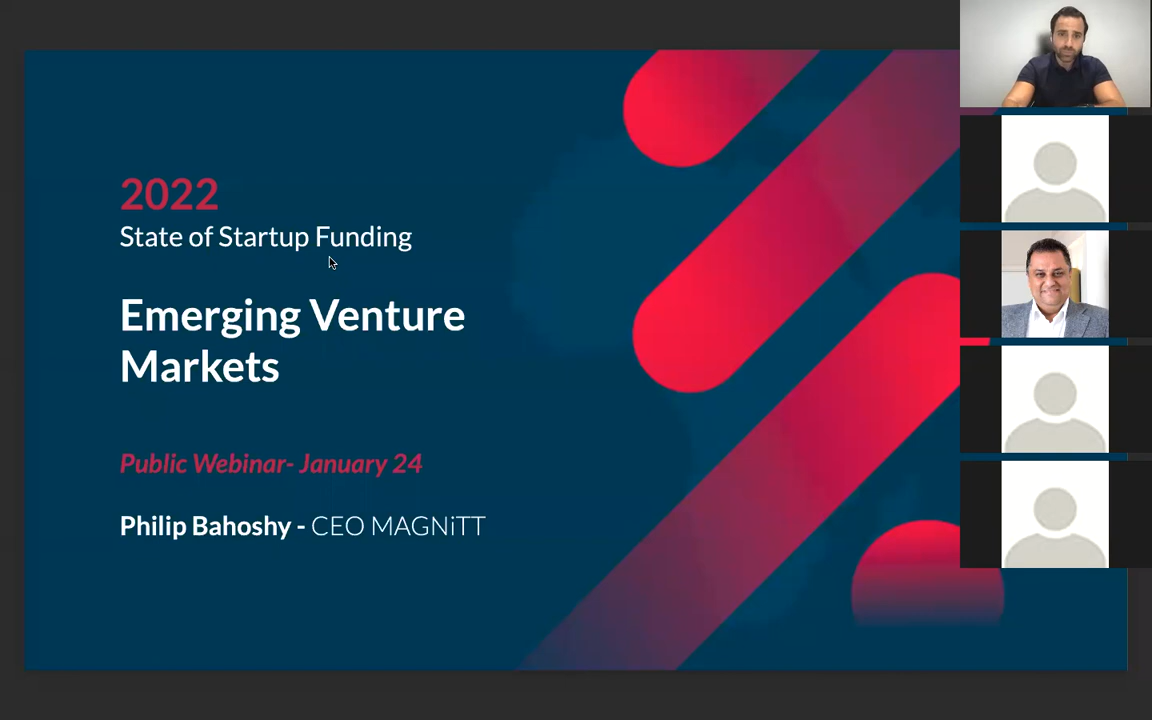 2022
State of Startup Funding
Emerging Venture
Markets
Public Webinar- January 24
Philip Bahoshy - CEO MAGNiTT